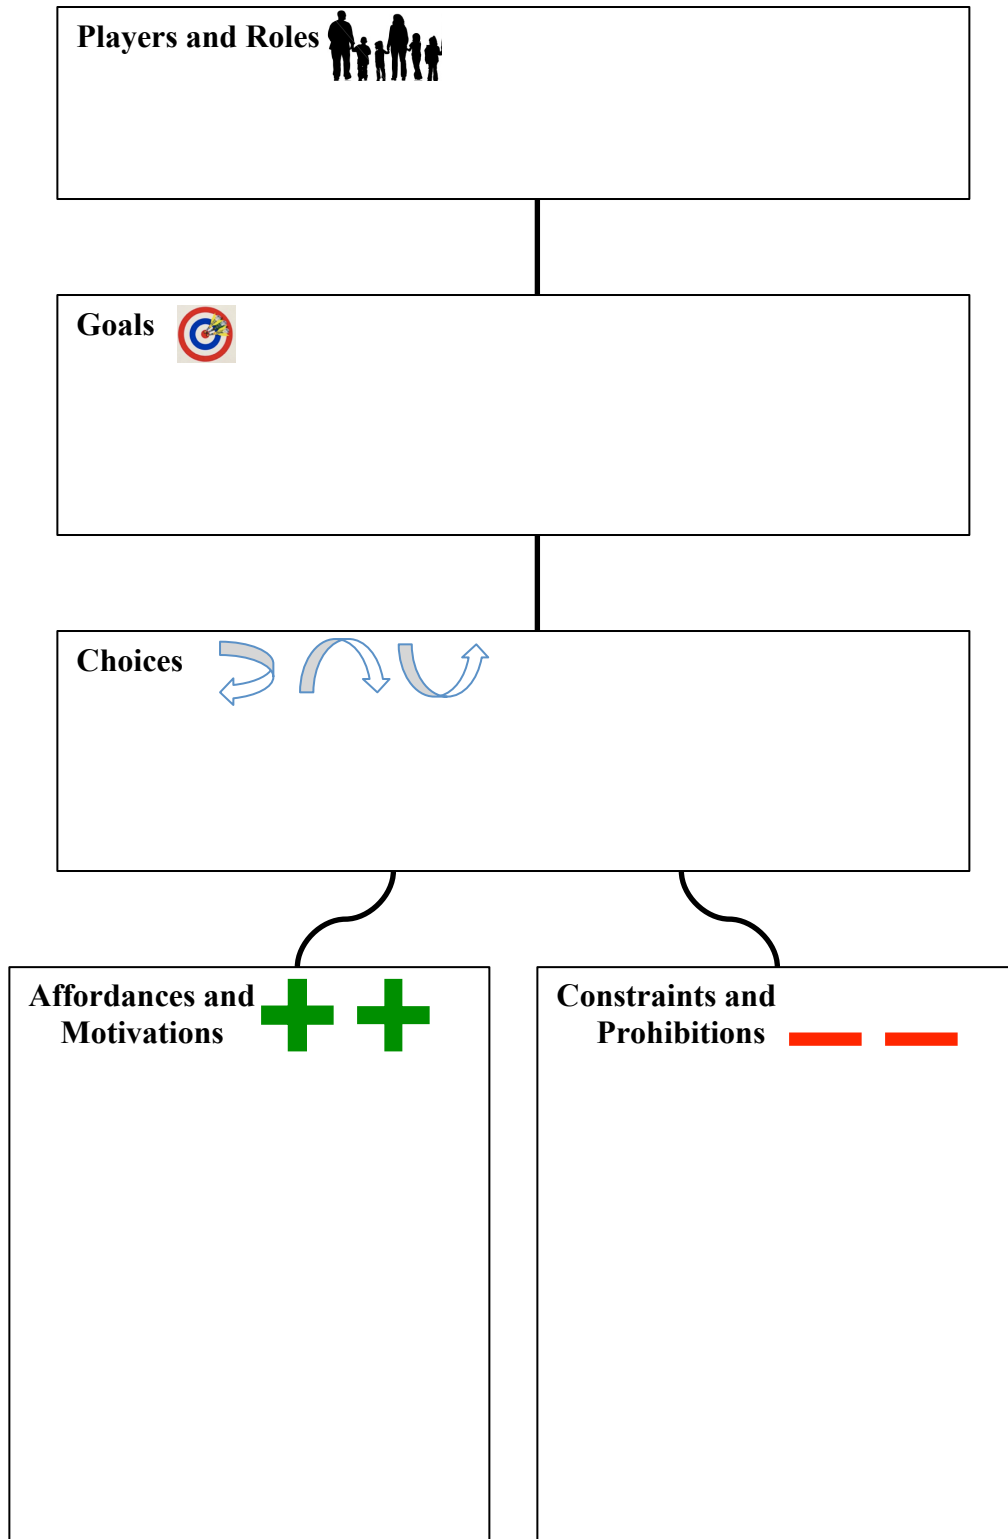 Players and Roles
Goals
Choices
Affordances and
Motivations
Constraints and
Prohibitions